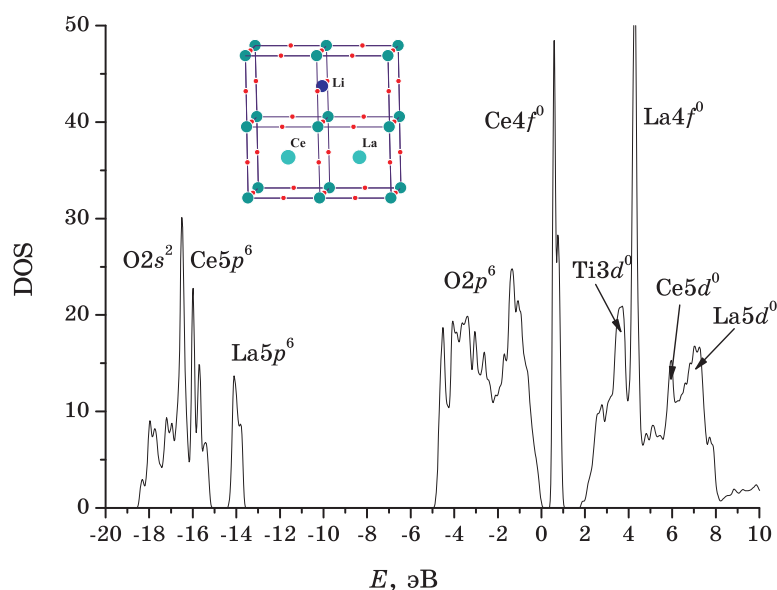 50
40
30
20
10
0
DOS
Li
Ce
La
O2s² Ce5p⁶
La5p⁶
O2p⁶
Ce4f⁰
La4f⁰
Ti3d⁰
Ce5d⁰
La5d⁰
-20 -18 -16 -14 -12 -10 -8 -6 -4 -2 0 2 4 6 8 10
E, эВ